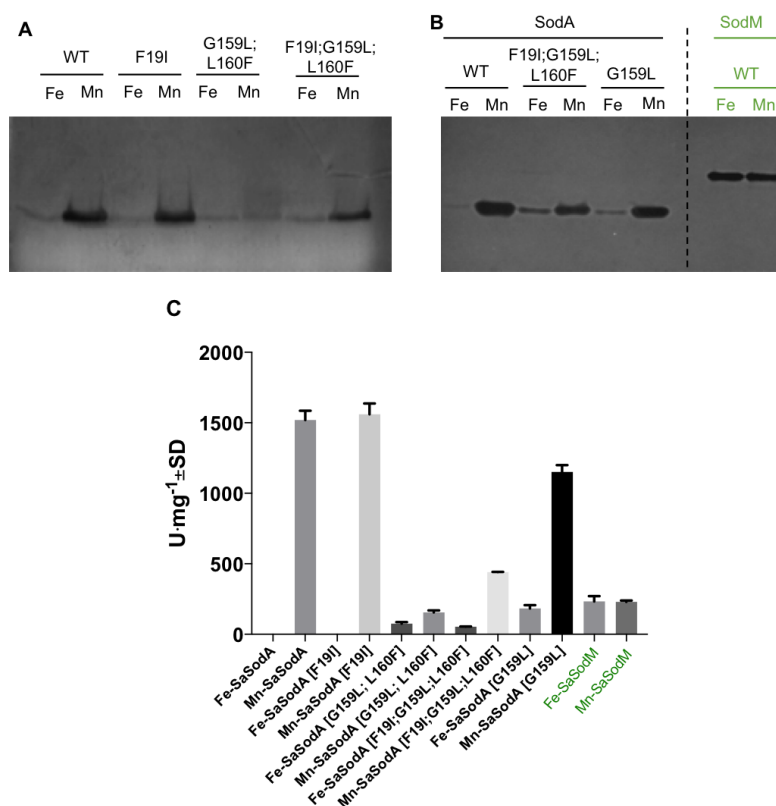 A
WT
F19I
G159L;
L160F
F19I;G159L;
L160F
Fe Mn Fe Mn Fe Mn Fe Mn
B
SodA
SodM
WT
F19I;G159L;
L160F
G159L
WT
Fe Mn Fe Mn Fe Mn Fe Mn
C
U·mg⁻¹±SD
2000
1500
1000
500
0
Fe-SaSodA
Mn-SaSodA
Fe-SaSodA [F19I]
Mn-SaSodA [F19I]
Fe-SaSodA [G159L; L160F]
Mn-SaSodA [G159L; L160F]
Fe-SaSodA [F19I;G159L; L160F]
Mn-SaSodA [F19I;G159L; L160F]
Fe-SaSodA [G159L]
Mn-SaSodA [G159L]
Fe-SaSodM
Mn-SaSodM